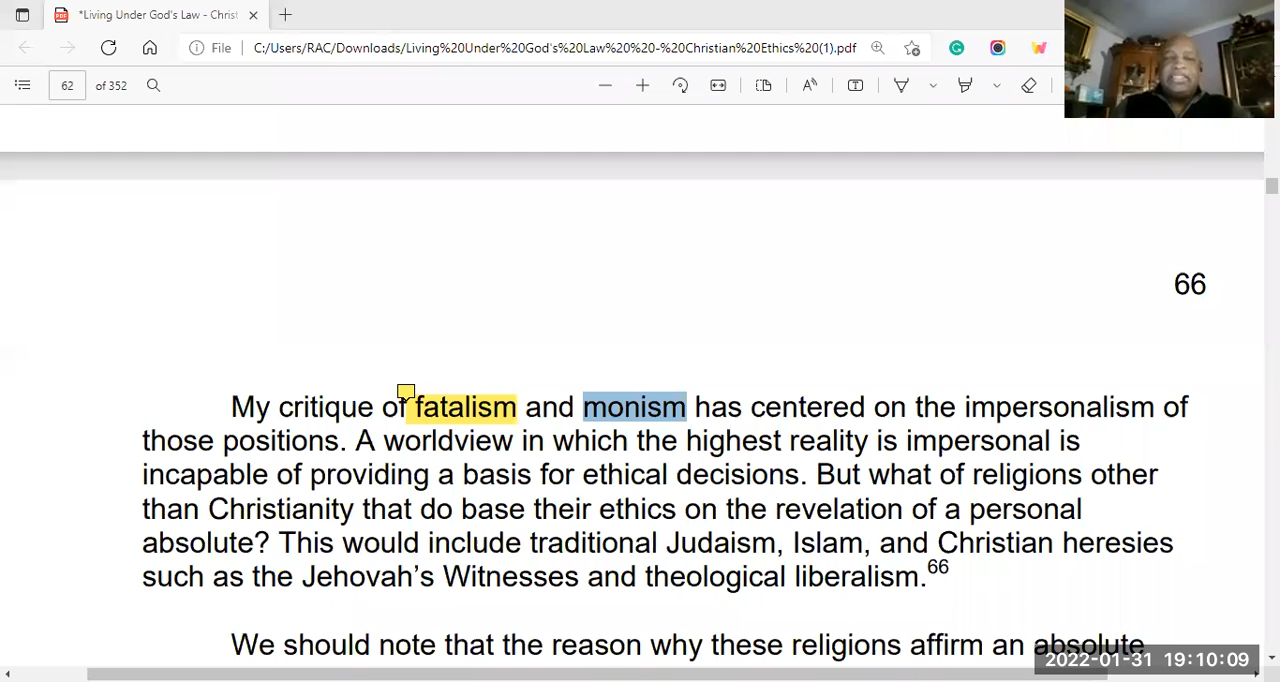 *Living Under God's Law - Christ
File
C:/Users/RAC/Downloads/Living%20Under%20God's%20Law%20%20-%20Christian%20Ethics%20(1).pdf
62 of 352
66
My critique of fatalism and monism has centered on the impersonalism of
those positions. A worldview in which the highest reality is impersonal is
incapable of providing a basis for ethical decisions. But what of religions other
than Christianity that do base their ethics on the revelation of a personal
absolute? This would include traditional Judaism, Islam, and Christian heresies
such as the Jehovah's Witnesses and theological liberalism.66
We should note that the reason why these religions affirm an absolute
2022-01-31 19:10:09